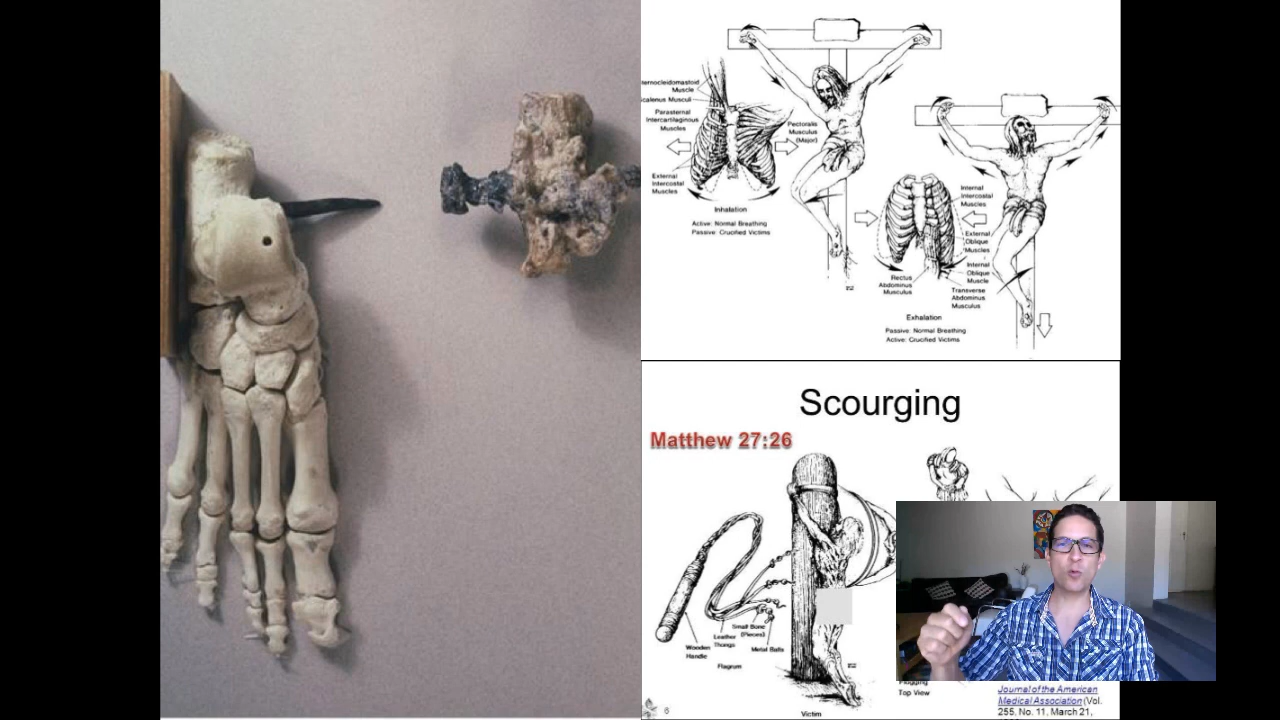 ternocleidomastoid
Muscle
calenus Musculi
Parasternal
Intercartilaginous
Muscles
Pectoralis
Musculus
(Major)
External
Intercostal
Muscles
Inhalation
Active: Normal Breathing
Passive: Crucified Victims
Internal
Intercostal
Muscles
External
Oblique
Muscles
Internal
Oblique
Muscle
Transverse
Abdominus
Musculus
Rectus
Abdominus
Musculus
Exhalation
Passive: Normal Breathing
Active: Crucified Victims
Scourging
Matthew 27:26
Small Bone
(Pieces)
Leather
Thongs
Metal Balls
Wooden
Handle
Flagrum
Victim
Flogging
Top View
Journal of the American
Medical Association (Vol.
255, No. 11, March 21,
6